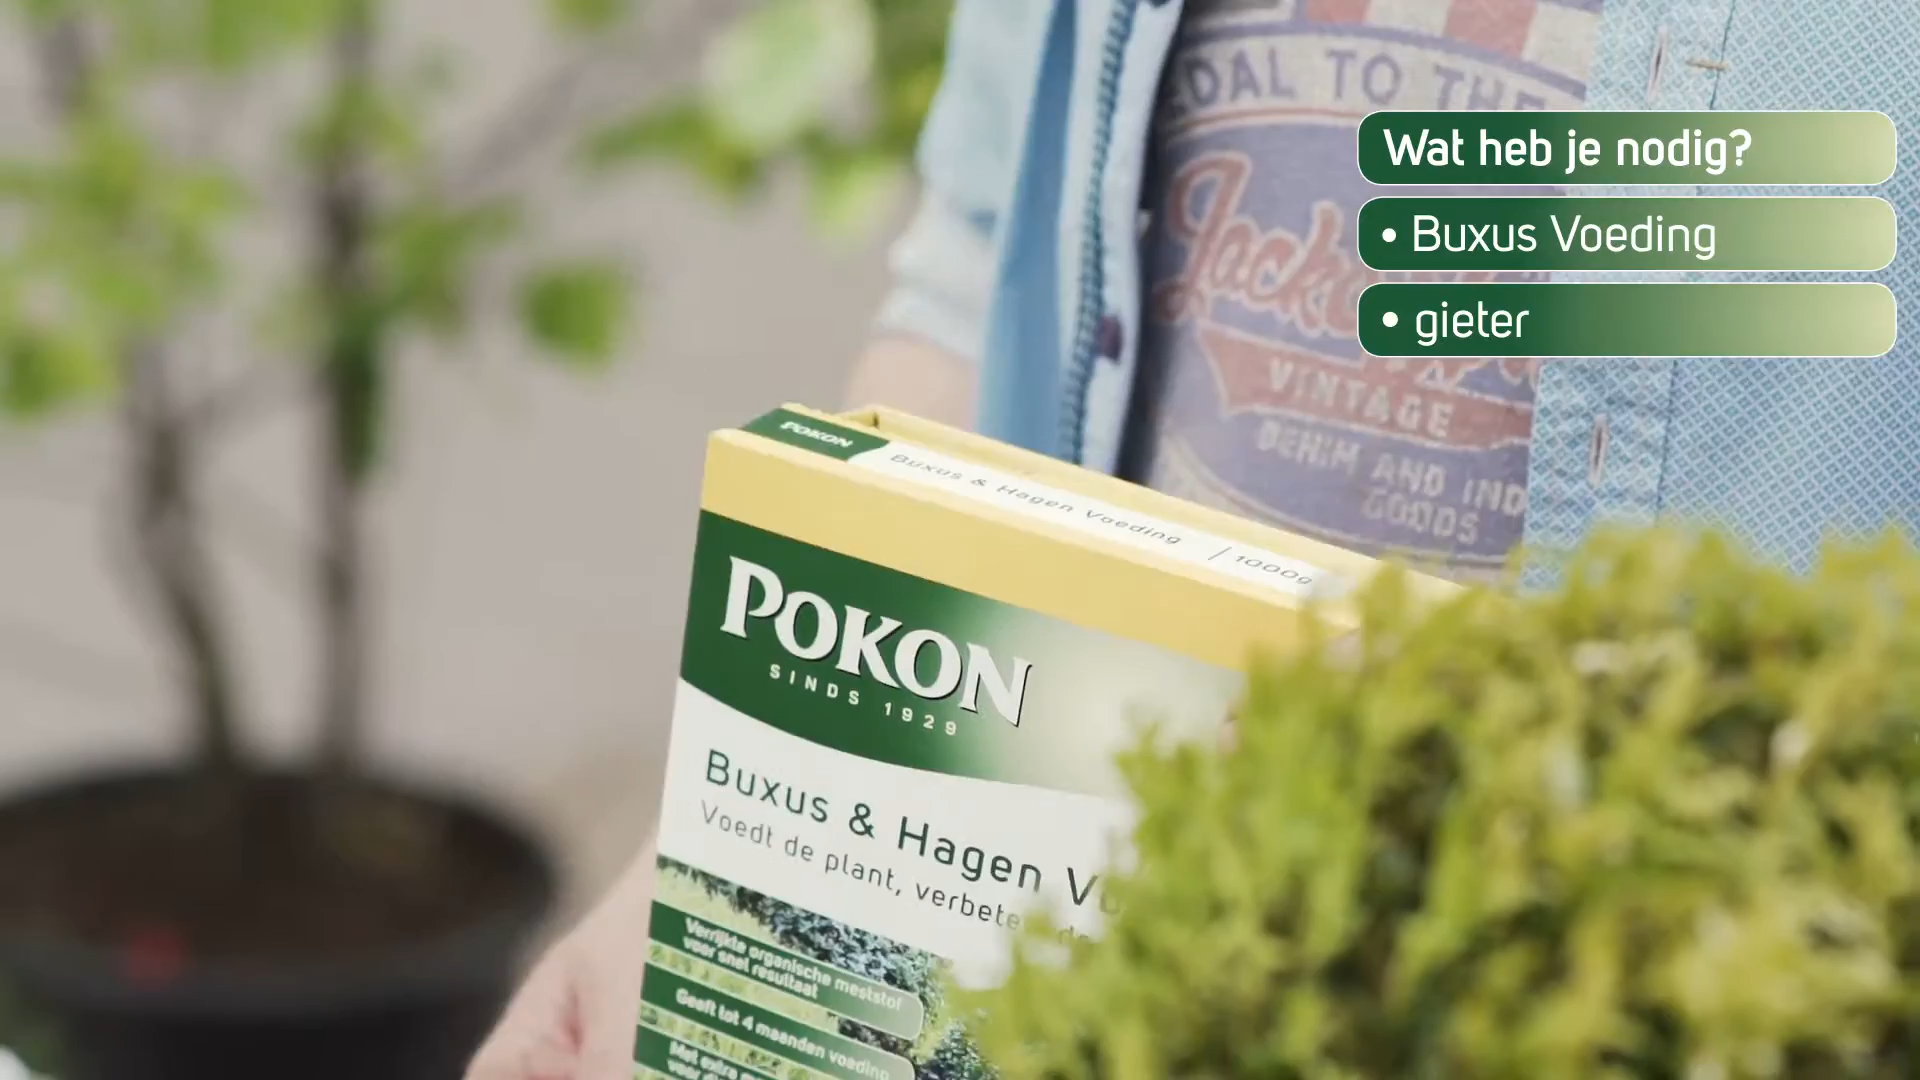 DAL TO THE
Wat heb je nodig?
• Buxus Voeding
• gieter
VINTAGE
DENIM AND IND
GOODS
POKON
Buxus & Hagen Voeding / 1000g
POKON
SINDS 1929
Buxus & Hagen
Voedt de plant,
Verrijkte organische meststof
voor snel resultaat
Geeft tot 4 maanden voeding
Met extra